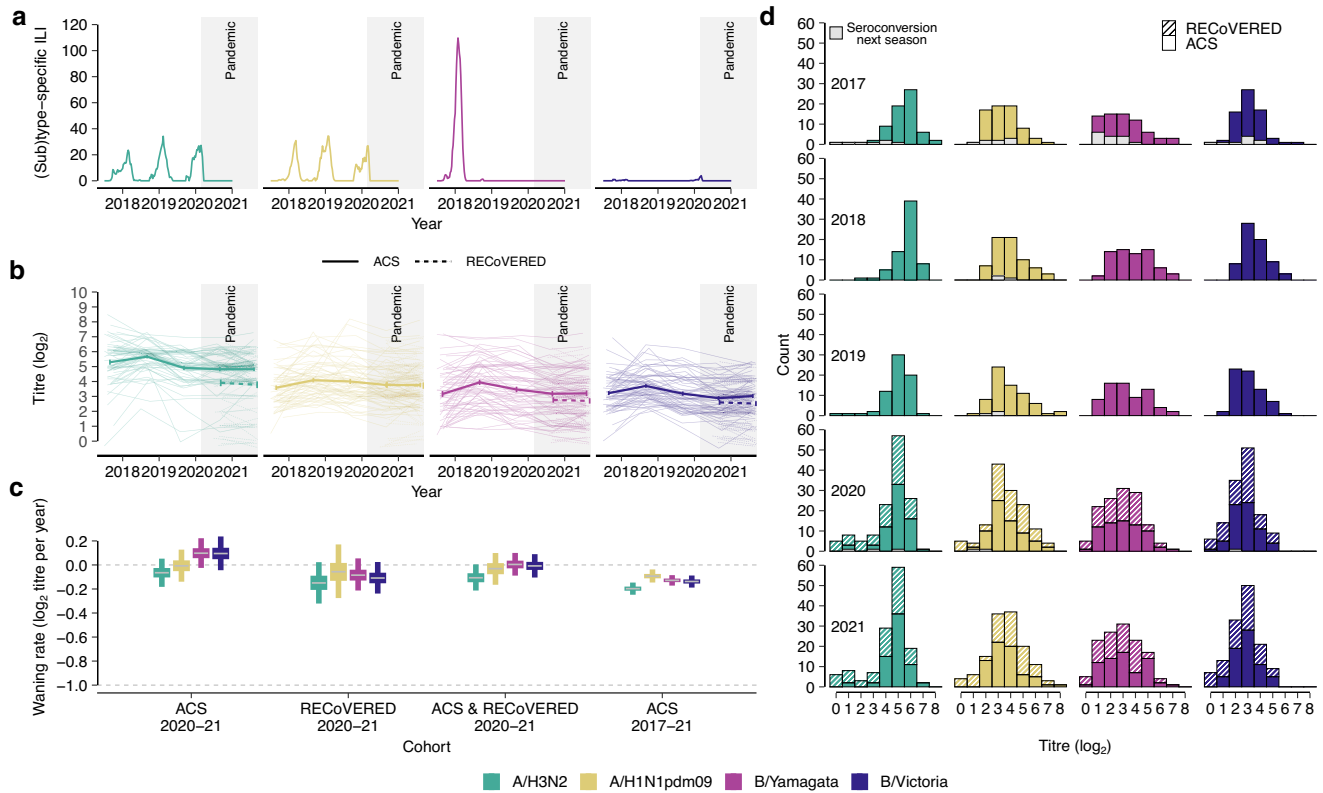 a
(Sub)type−specific ILI
120
100
80
60
40
20
0
Pandemic
Pandemic
Pandemic
Pandemic
2018 2019 2020 2021
2018 2019 2020 2021
2018 2019 2020 2021
2018 2019 2020 2021
Year
b
ACS
RECoVERED
Titre (log2)
10
9
8
7
6
5
4
3
2
1
0
Pandemic
Pandemic
Pandemic
Pandemic
2018 2019 2020 2021
2018 2019 2020 2021
2018 2019 2020 2021
2018 2019 2020 2021
Year
c
Waning rate (log2 titre per year)
0.2
0.0
−0.2
−0.4
−0.6
−0.8
−1.0
ACS
2020−21
RECoVERED
2020−21
ACS & RECoVERED
2020−21
ACS
2017−21
Cohort
d
Seroconversion
next season
RECoVERED
ACS
Count
60
50
40
30
20
10
0
2017
60
50
40
30
20
10
0
2018
60
50
40
30
20
10
0
2019
60
50
40
30
20
10
0
2020
60
50
40
30
20
10
0
2021
0 1 2 3 4 5 6 7 8
0 1 2 3 4 5 6 7 8
0 1 2 3 4 5 6 7 8
0 1 2 3 4 5 6 7 8
Titre (log2)
A/H3N2
A/H1N1pdm09
B/Yamagata
B/Victoria